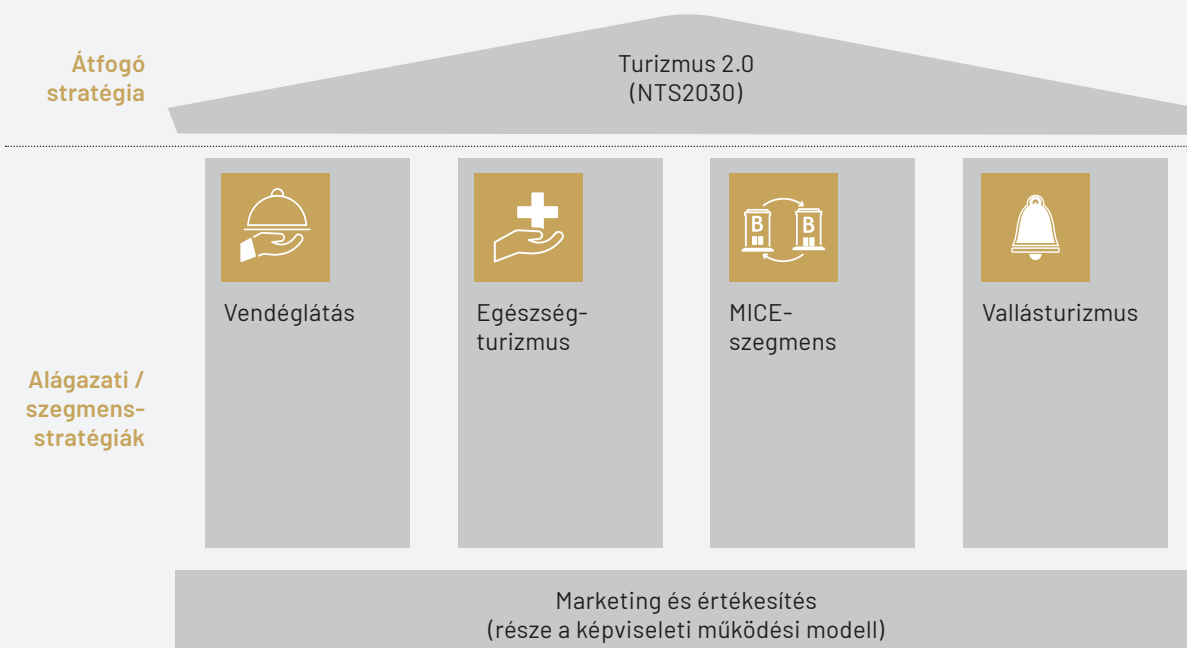 Átfogó
stratégia
Turizmus 2.0
(NTS2030)
Alágazati /
szegmens-
stratégiák
Vendéglátás
Egészség-
turizmus
B
B
MICE-
szegmens
Vallásturizmus
Marketing és értékesítés
(része a képviseleti működési modell)